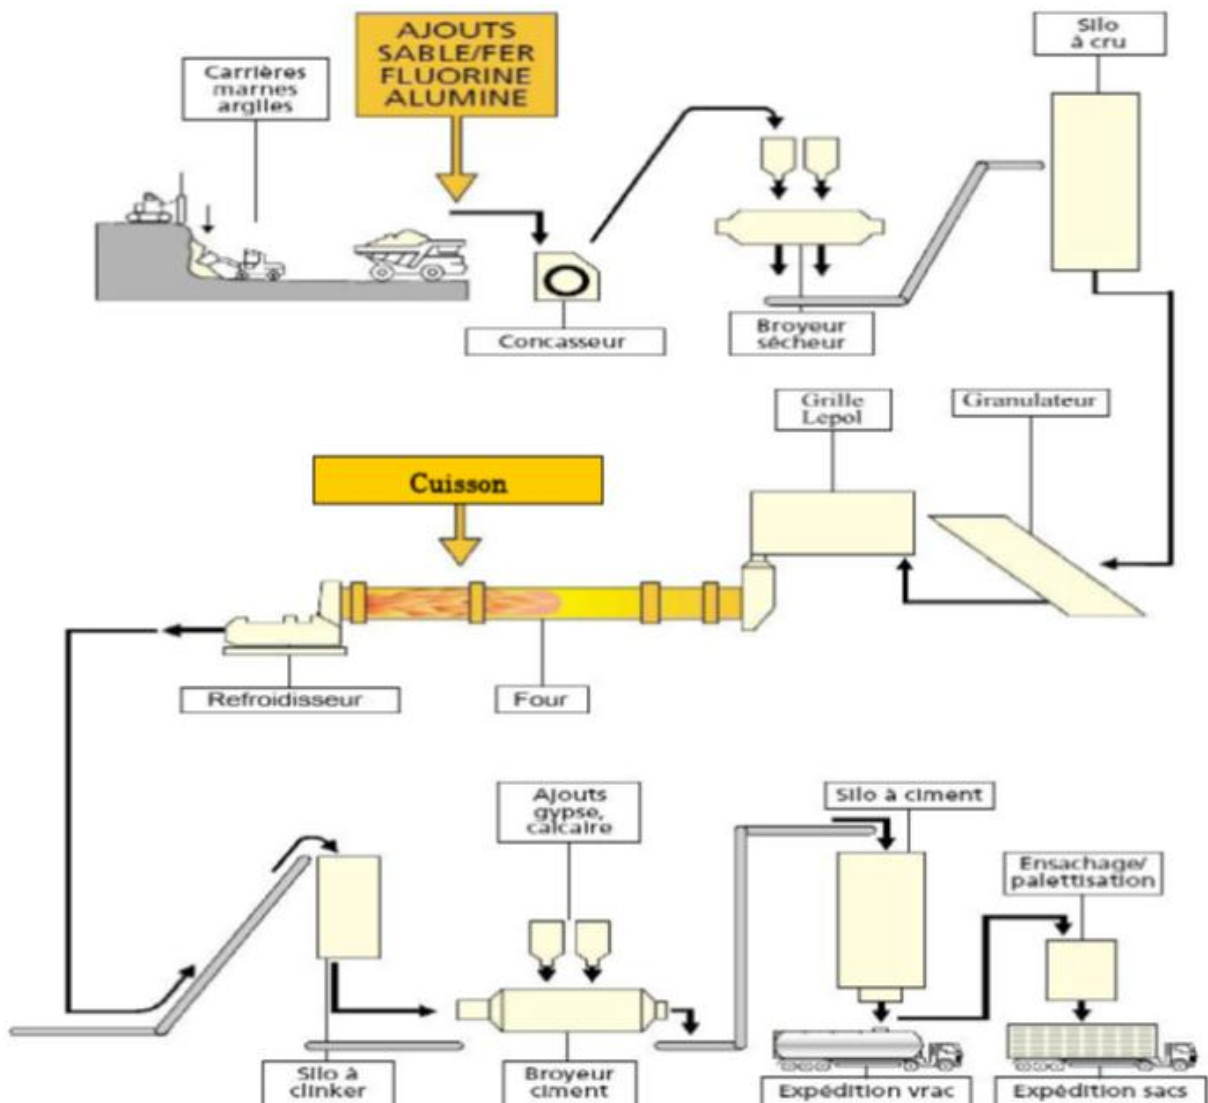 AJOUTS
SABLE/FER
FLUORINE
ALUMINE
Carrières
marnes
argiles
Silo
à cru
Concasseur
Broyeur
sécheur
Grille
Lepol
Granulateur
Cuisson
Refroidisseur
Four
Ajouts
gypse,
calcaire
Silo à ciment
Ensachage/
palettisation
Silo à
clinker
Broyeur
ciment
Expédition vrac
Expédition sacs